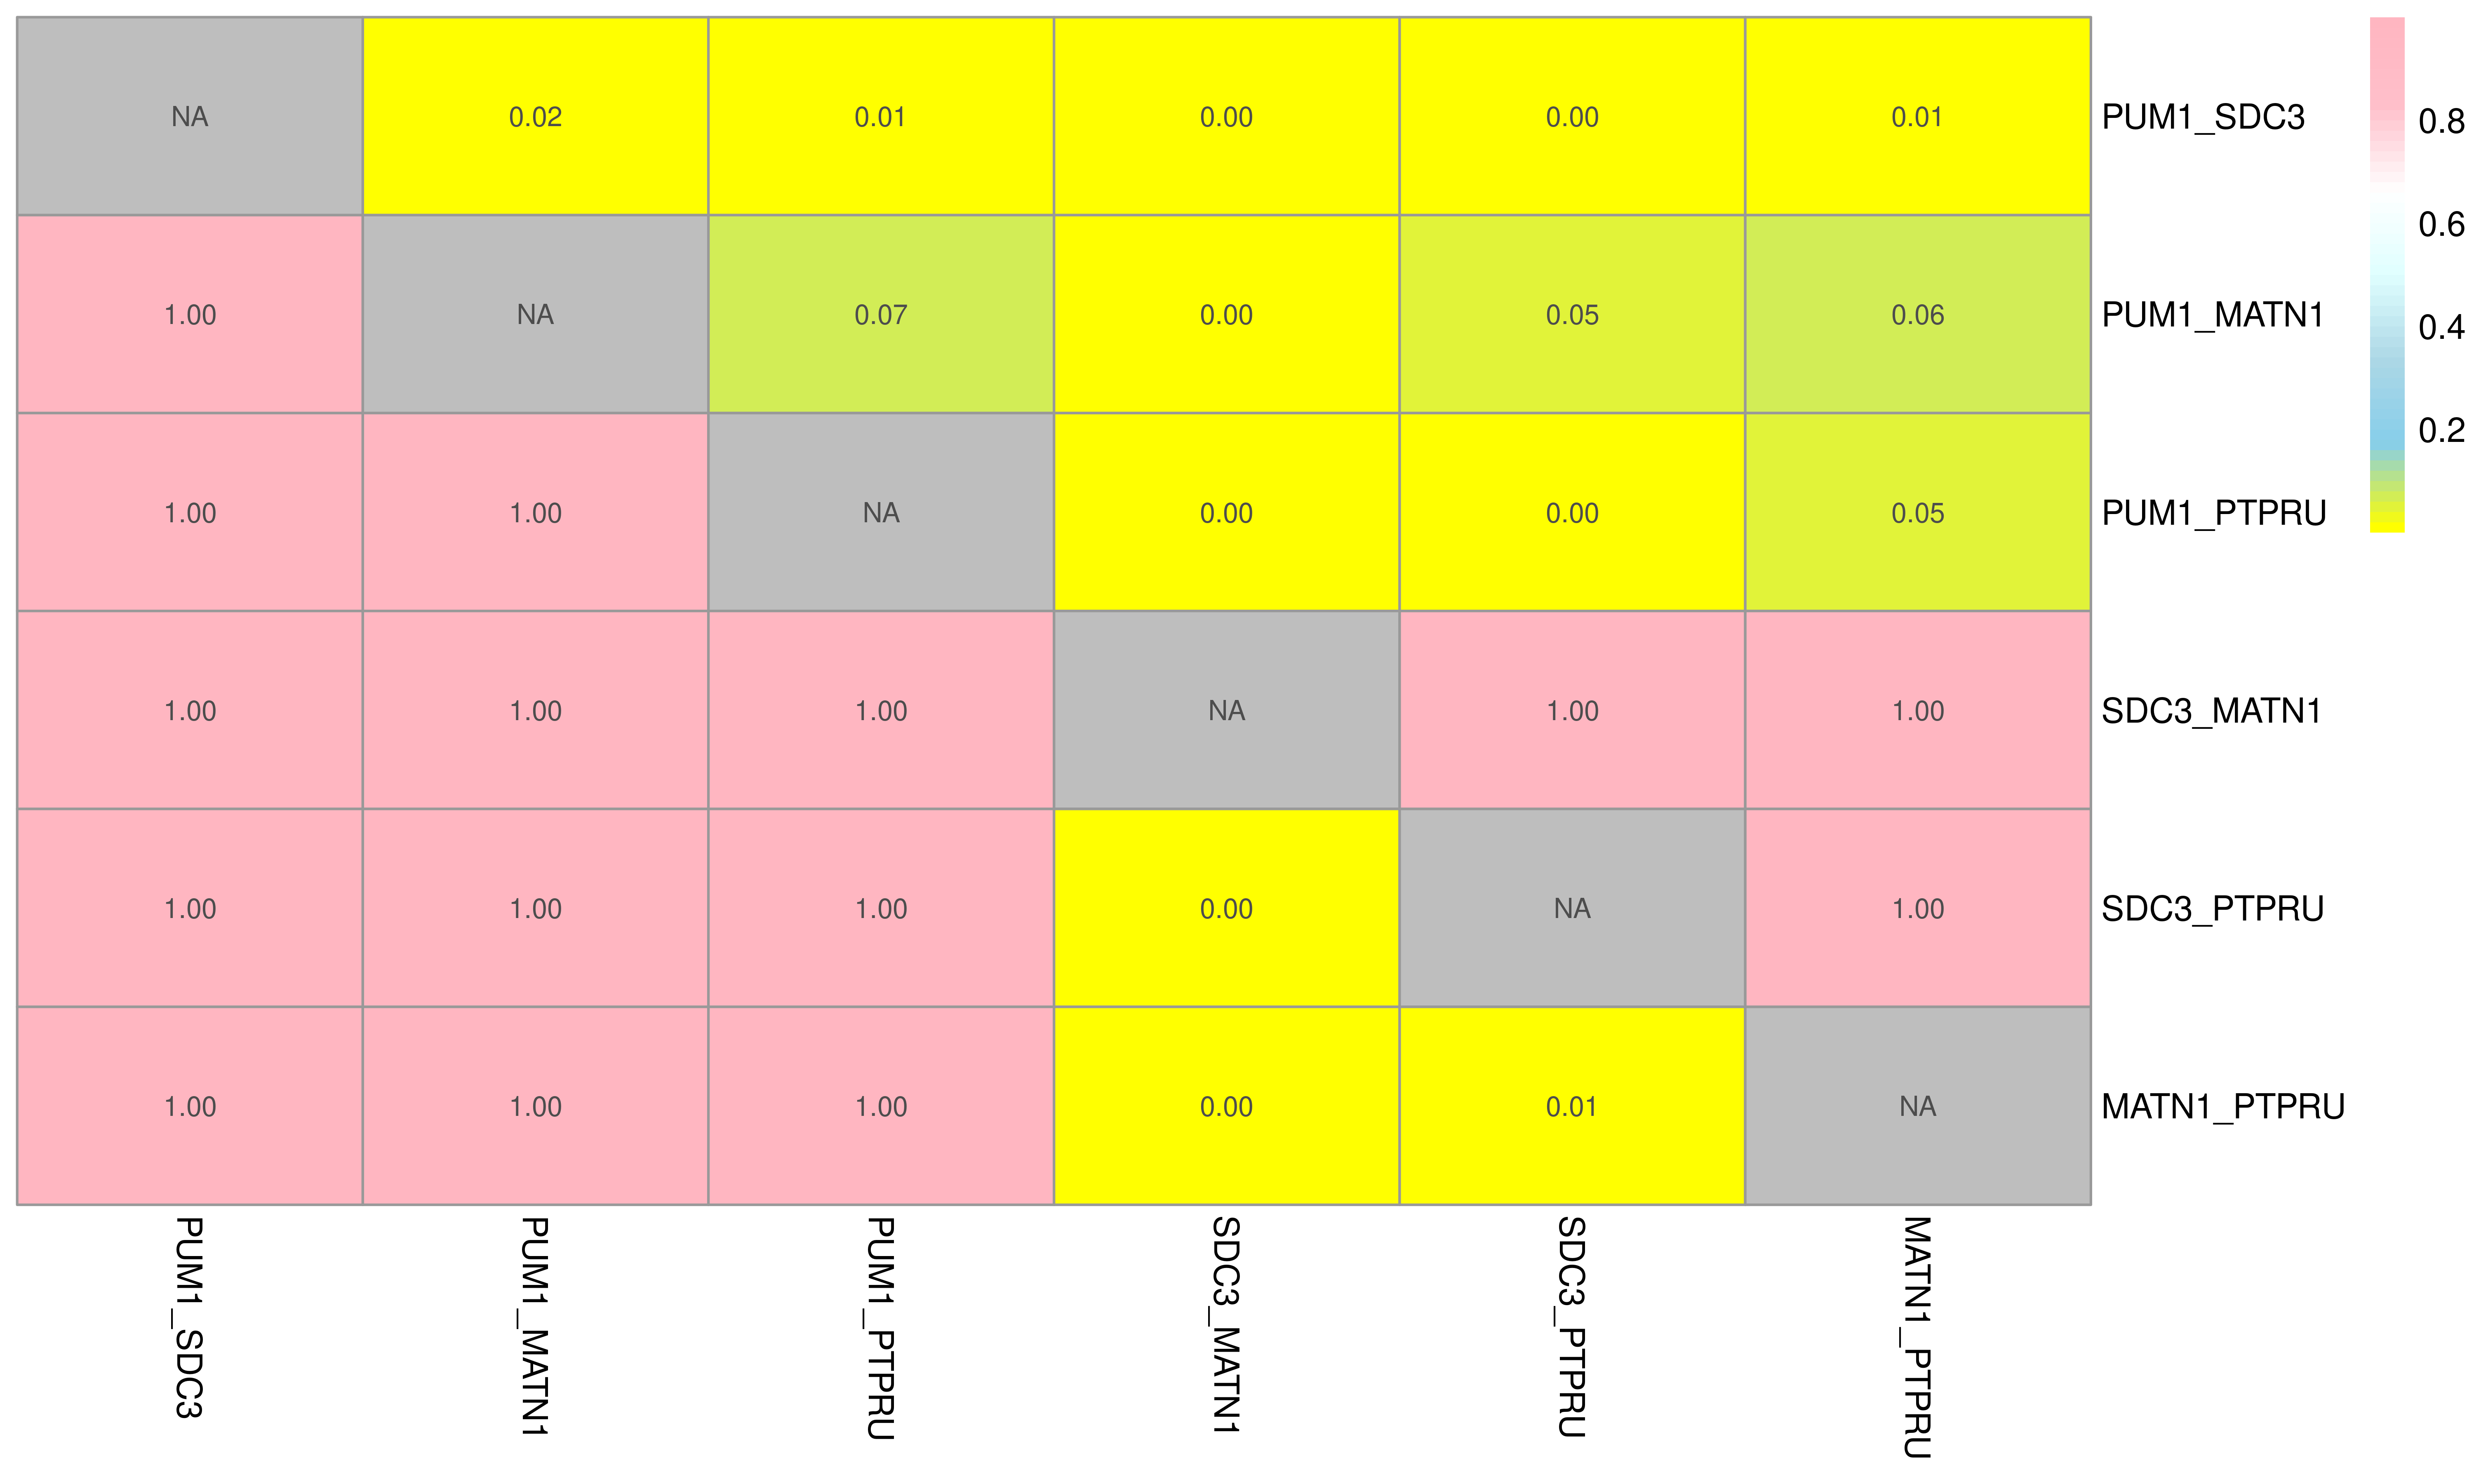 NA 0.02 0.01 0.00 0.00 0.01 PUM1_SDC3
1.00 NA 0.07 0.00 0.05 0.06 PUM1_MATN1
1.00 1.00 NA 0.00 0.00 0.05 PUM1_PTPRU
1.00 1.00 1.00 NA 1.00 1.00 SDC3_MATN1
1.00 1.00 1.00 0.00 NA 1.00 SDC3_PTPRU
1.00 1.00 1.00 0.00 0.01 NA MATN1_PTPRU
PUM1_SDC3
PUM1_MATN1
PUM1_PTPRU
SDC3_MATN1
SDC3_PTPRU
MATN1_PTPRU
0.8
0.6
0.4
0.2